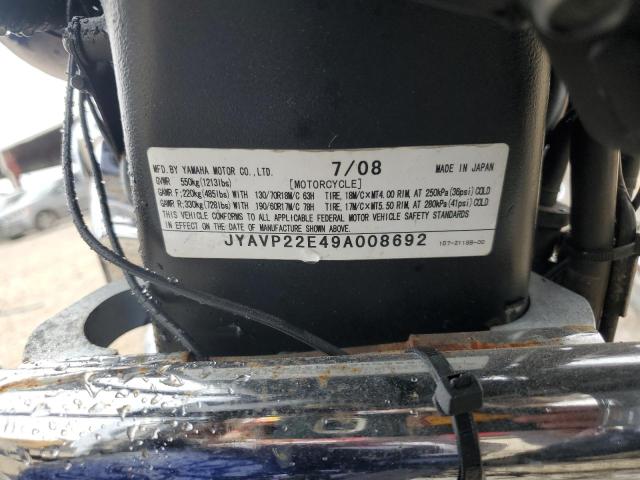 MFD.BY YAMAHA MOTOR CO.,LTD. 7/08 MADE IN JAPAN
GVWR 550kg(1213lbs) [MOTORCYCLE]
GAWR F:220kg(485lbs) WITH 130/70R18M/C 63H TIRE, 18M/C×MT4.00 RIM, AT 250kPa(36psi)COLD
GAWR R:330kg(728lbs) WITH 190/60R17M/C 78H TIRE, 17M/C×MT5.50 RIM, AT 280kPa(41psi)COLD
THIS VEHICLE CONFORMS TO ALL APPLICABLE FEDERAL MOTOR VEHICLE SAFETY STANDARDS
IN EFFECT ON THE DATE OF MANUFACTURE SHOWN ABOVE.
JYAVP22E49A008692 1D7-2119B-00